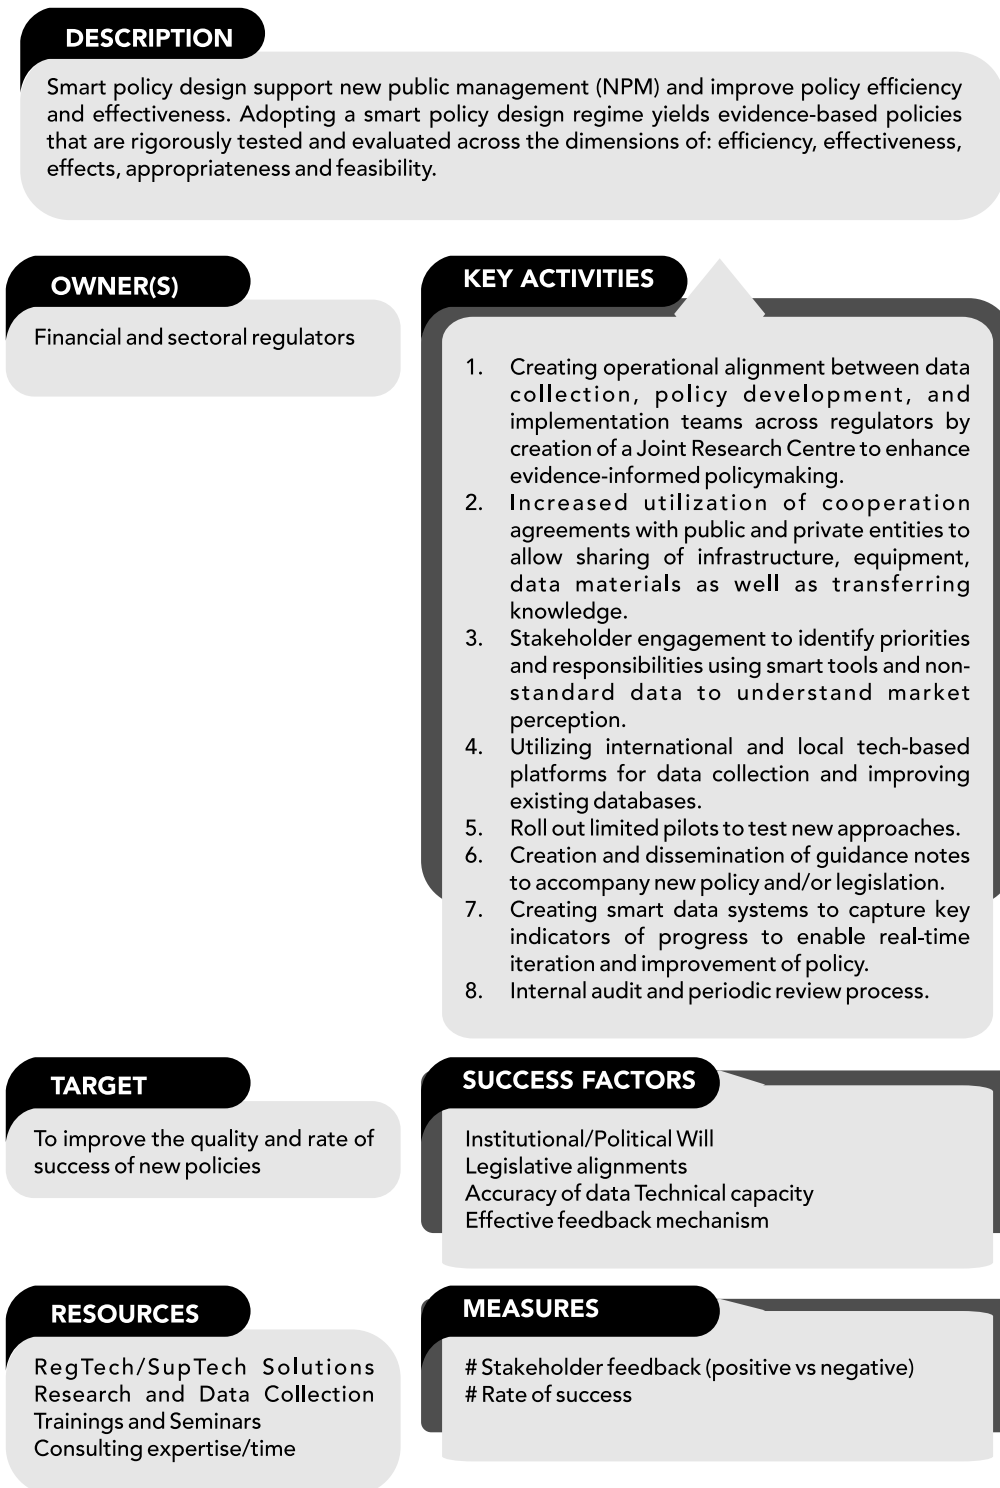 DESCRIPTION
Smart policy design support new public management (NPM) and improve policy efficiency
and effectiveness. Adopting a smart policy design regime yields evidence-based policies
that are rigorously tested and evaluated across the dimensions of: efficiency, effectiveness,
effects, appropriateness and feasibility.
OWNER(S)
Financial and sectoral regulators
KEY ACTIVITIES
1. Creating operational alignment between data
collection, policy development, and
implementation teams across regulators by
creation of a Joint Research Centre to enhance
evidence-informed policymaking.
2. Increased utilization of cooperation
agreements with public and private entities to
allow sharing of infrastructure, equipment,
data materials as well as transferring
knowledge.
3. Stakeholder engagement to identify priorities
and responsibilities using smart tools and non-
standard data to understand market
perception.
4. Utilizing international and local tech-based
platforms for data collection and improving
existing databases.
5. Roll out limited pilots to test new approaches.
6. Creation and dissemination of guidance notes
to accompany new policy and/or legislation.
7. Creating smart data systems to capture key
indicators of progress to enable real-time
iteration and improvement of policy.
8. Internal audit and periodic review process.
TARGET
To improve the quality and rate of
success of new policies
SUCCESS FACTORS
Institutional/Political Will
Legislative alignments
Accuracy of data Technical capacity
Effective feedback mechanism
RESOURCES
RegTech/SupTech Solutions
Research and Data Collection
Trainings and Seminars
Consulting expertise/time
MEASURES
# Stakeholder feedback (positive vs negative)
# Rate of success